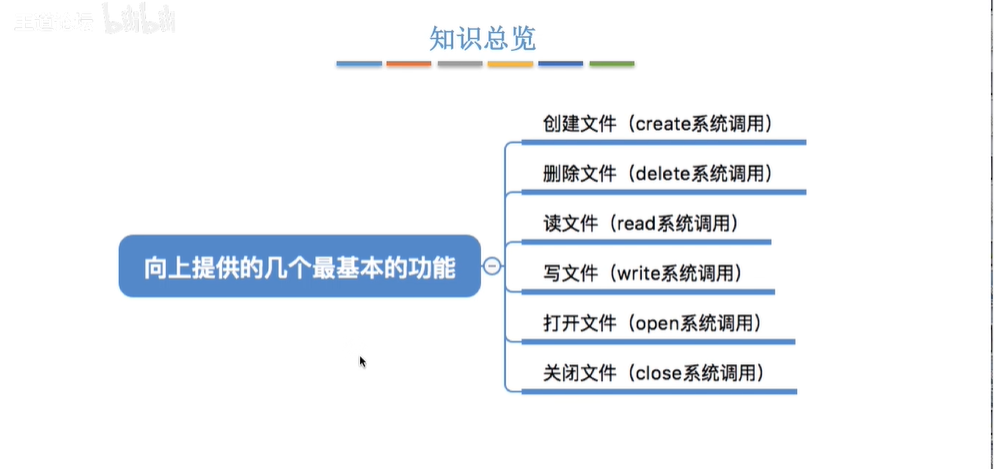 bilibili
知识总览
创建文件（create系统调用）
删除文件（delete系统调用）
读文件（read系统调用）
向上提供的几个最基本的功能
写文件（write系统调用）
打开文件（open系统调用）
关闭文件（close系统调用）